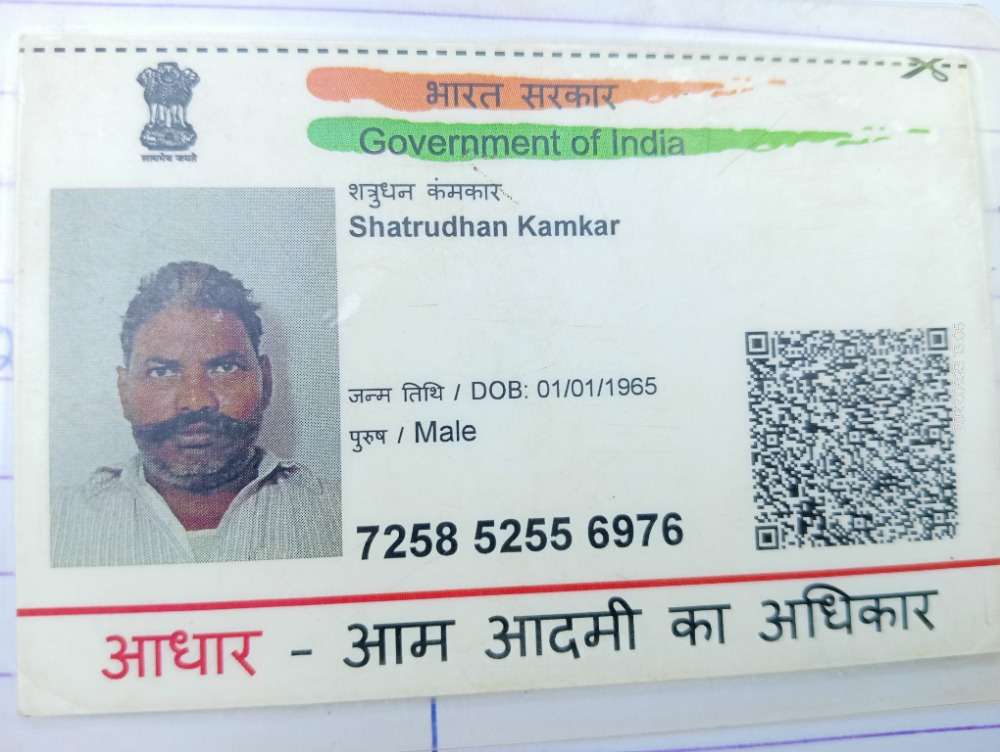 भारत सरकार
Government of India
सत्यमेव जयते
शत्रुधन कंमकार
Shatrudhan Kamkar
जन्म तिथि / DOB: 01/01/1965
पुरुष / Male
7258 5255 6976
आधार - आम आदमी का अधिकार